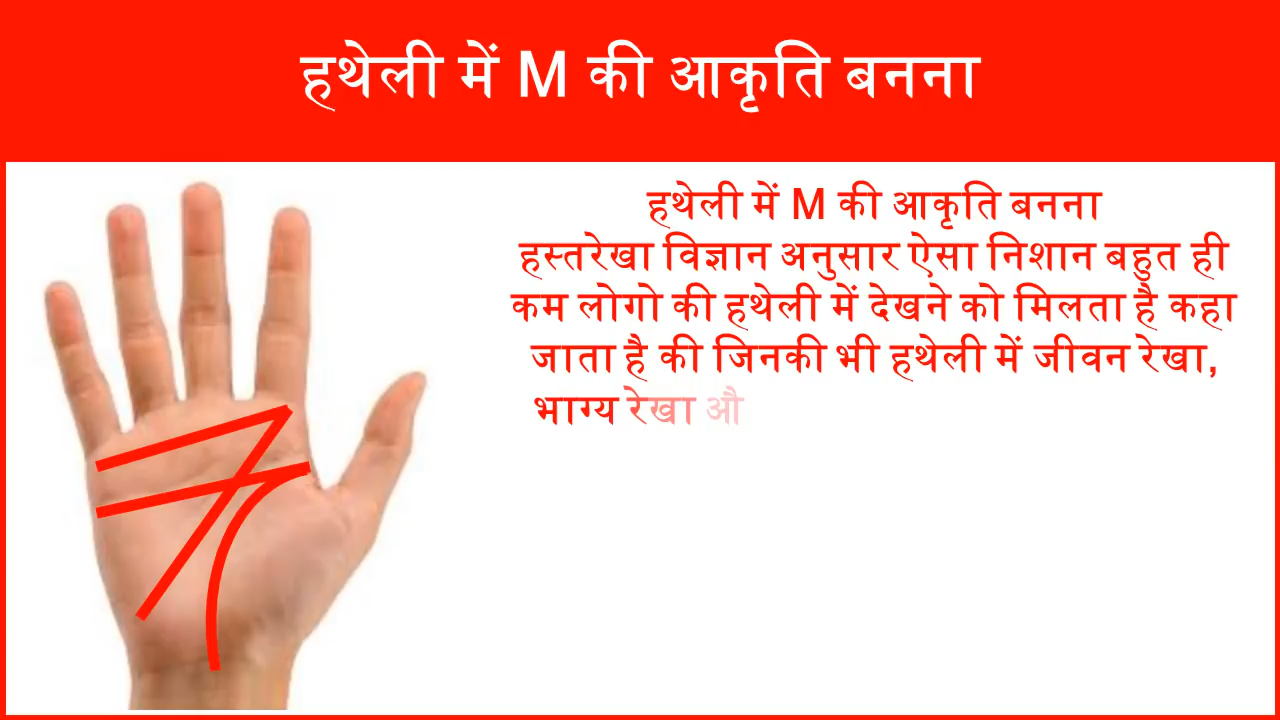 हथेली में M की आकृति बनना
हथेली में M की आकृति बनना
हस्तरेखा विज्ञान अनुसार ऐसा निशान बहुत ही
कम लोगो की हथेली में देखने को मिलता है कहा
जाता है की जिनकी भी हथेली में जीवन रेखा,
भाग्य रेखा औ